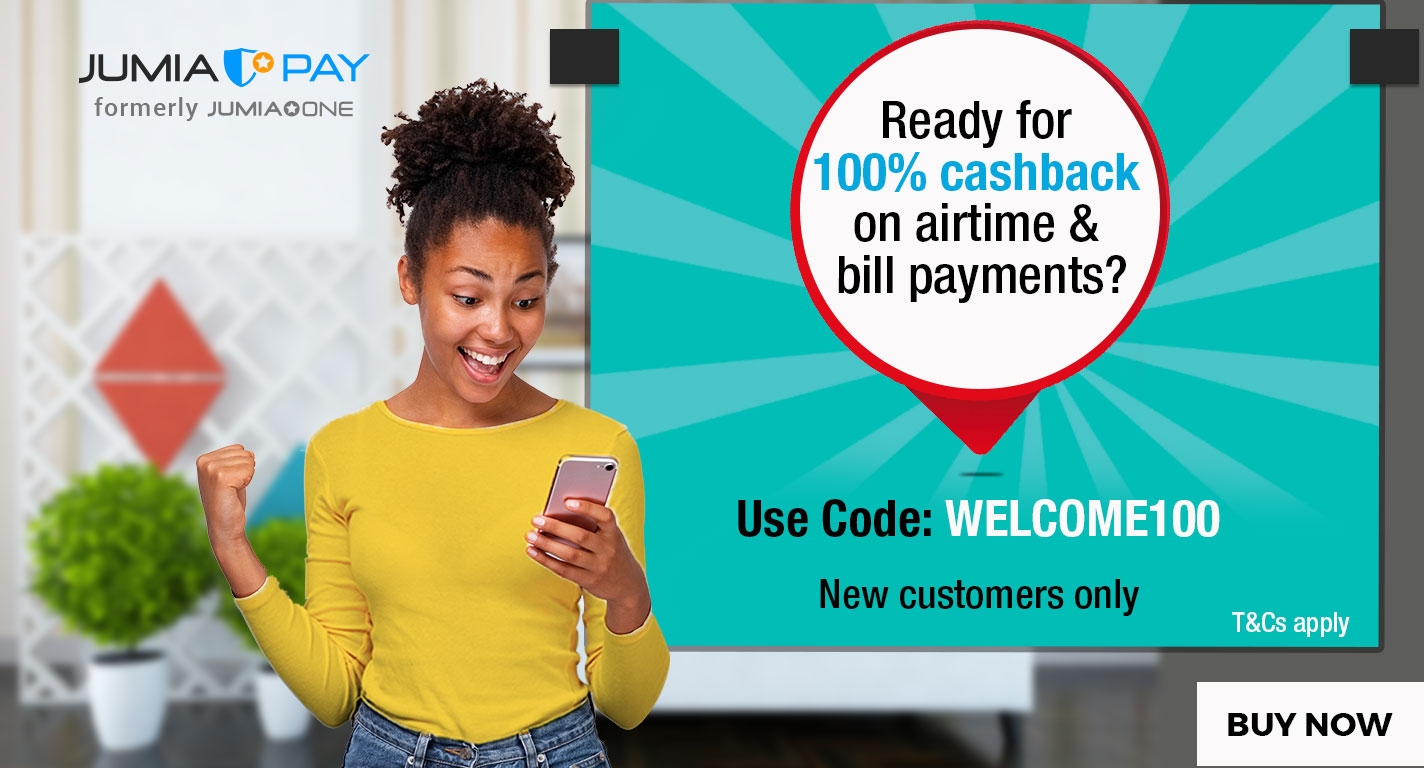 JUMIA PAY
formerly JUMIA ONE
Ready for
100% cashback
on airtime &
bill payments?
Use Code: WELCOME100
New customers only
T&Cs apply
BUY NOW